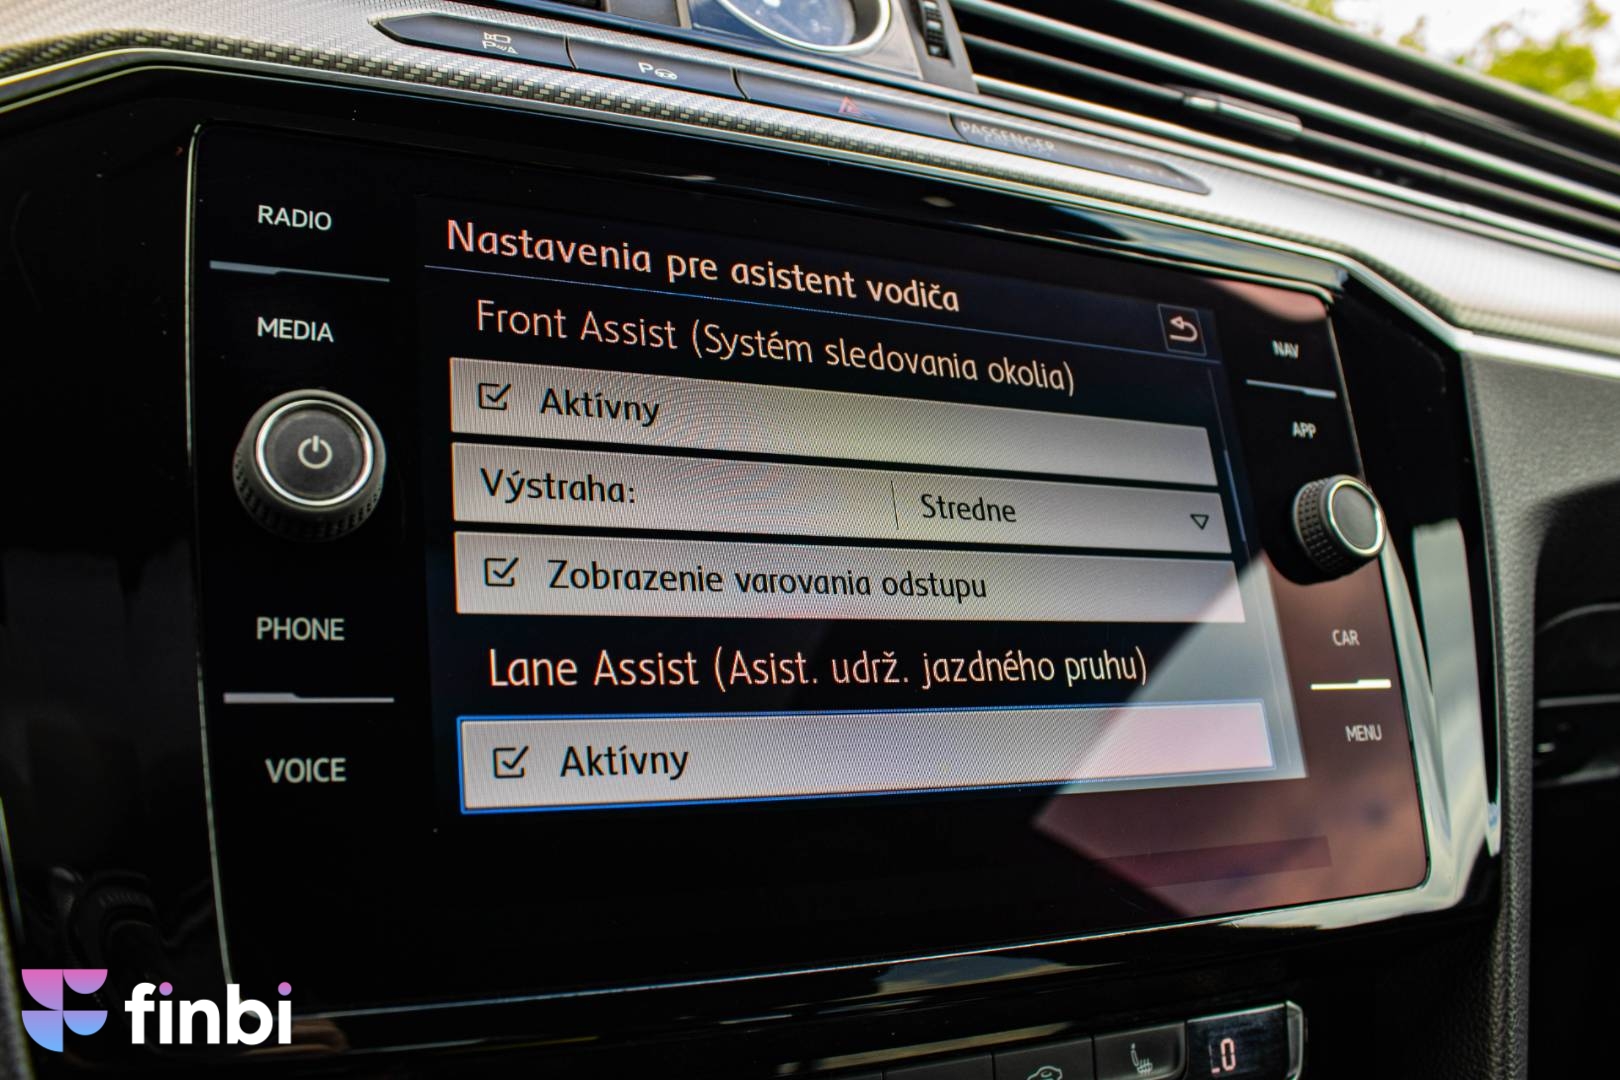 PASSENGER
RADIO
MEDIA
PHONE
VOICE
Nastavenia pre asistent vodiča
Front Assist (Systém sledovania okolia)
Aktívny
Výstraha: Stredne
Zobrazenie varovania odstupu
Lane Assist (Asist. udrž. jazdného pruhu)
Aktívny
NAV
APP
CAR
MENU
finbi